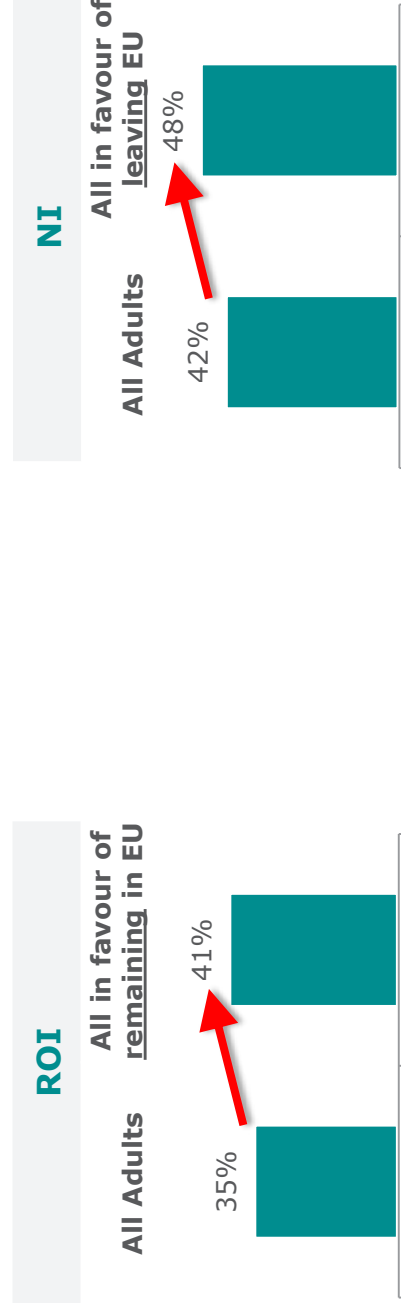 ROI
All Adults
All in favour of
remaining in EU
35%
41%
NI
All Adults
All in favour of
leaving EU
42%
48%